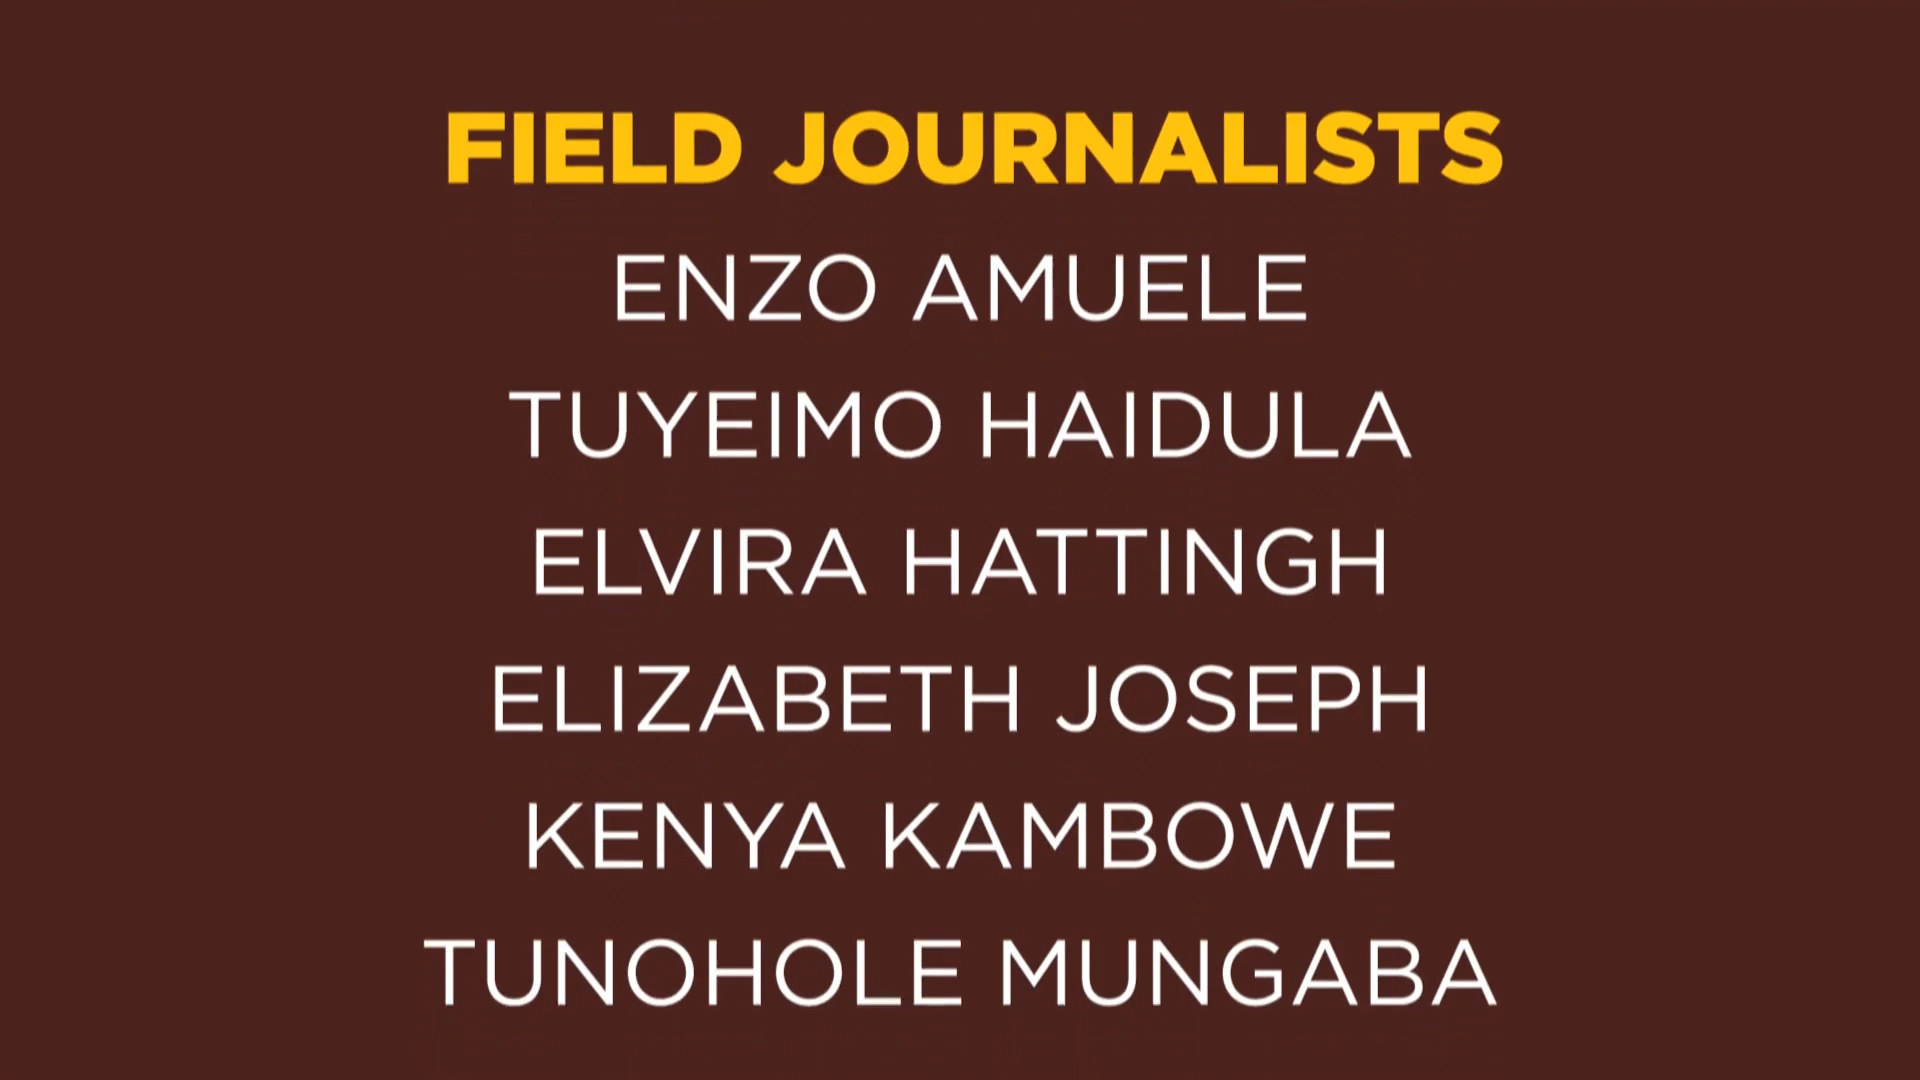 FIELD JOURNALISTS
ENZO AMUELE
TUYEIMO HAIDULA
ELVIRA HATTINGH
ELIZABETH JOSEPH
KENYA KAMBOWE
TUNOHOLE MUNGABA